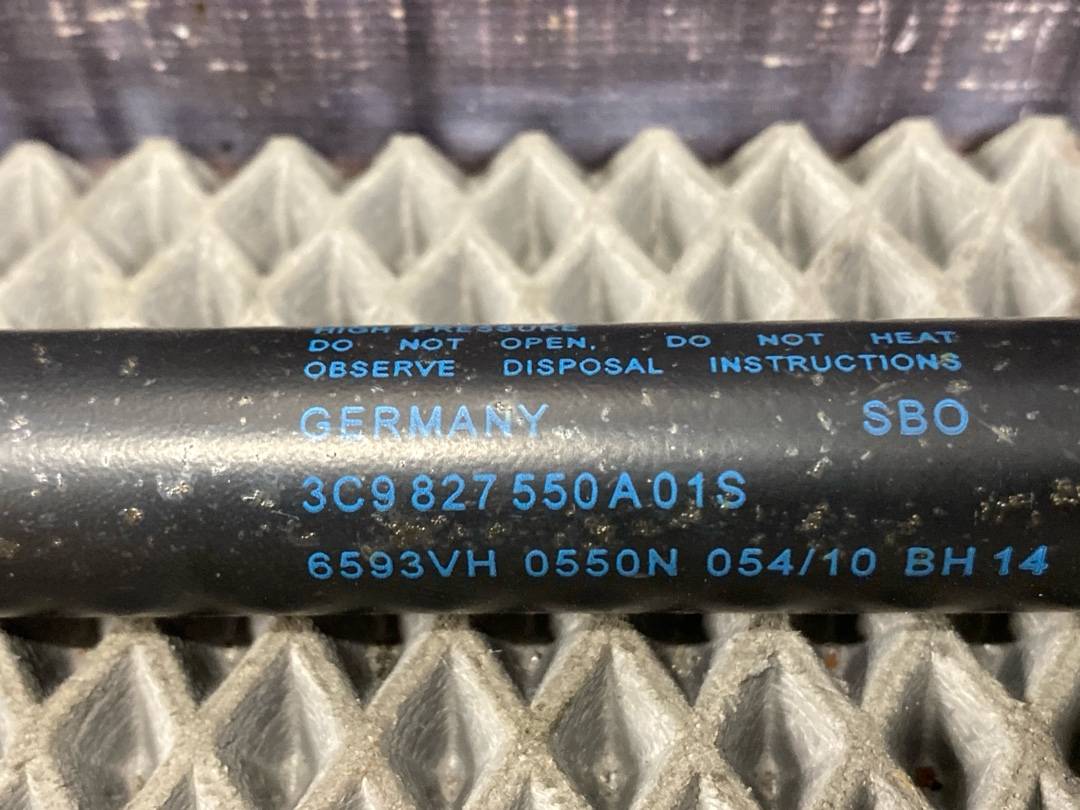 HIGH PRESSURE
DO NOT OPEN, DO NOT HEAT
OBSERVE DISPOSAL INSTRUCTIONS
GERMANY SBO
3C9 827 550 A 01S
6593VH 0550N 054/10 BH 14